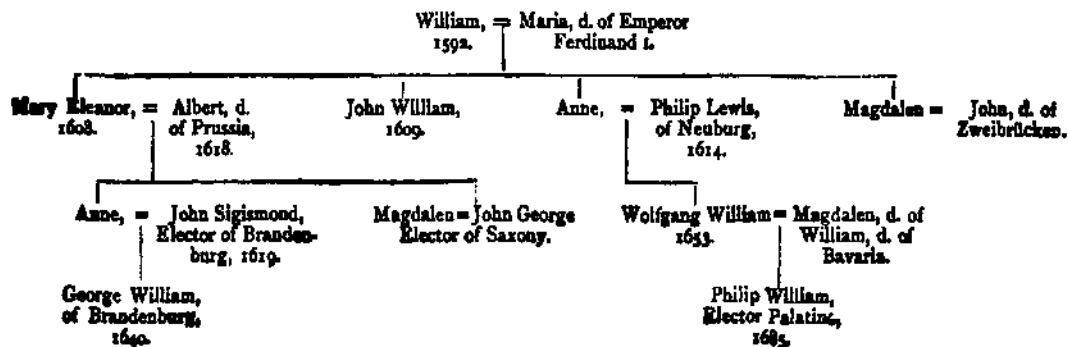 William, = Maria, d. of Emperor
1592. Ferdinand I.
Mary Eleanor, = Albert, d. John William, Anne, = Philip Lewis, Magdalen = John, d. of
1608. of Prussia, 1609. of Neuburg, Zweibrücken.
1618. 1614.
Anne, = John Sigismond, Magdalen = John George Wolfgang William = Magdalen, d. of
Elector of Branden- Elector of Saxony. 1653. William, d. of
burg, 1619. Bavaria.
George William, Philip William,
of Brandenburg, Elector Palatine,
1640. 1685.